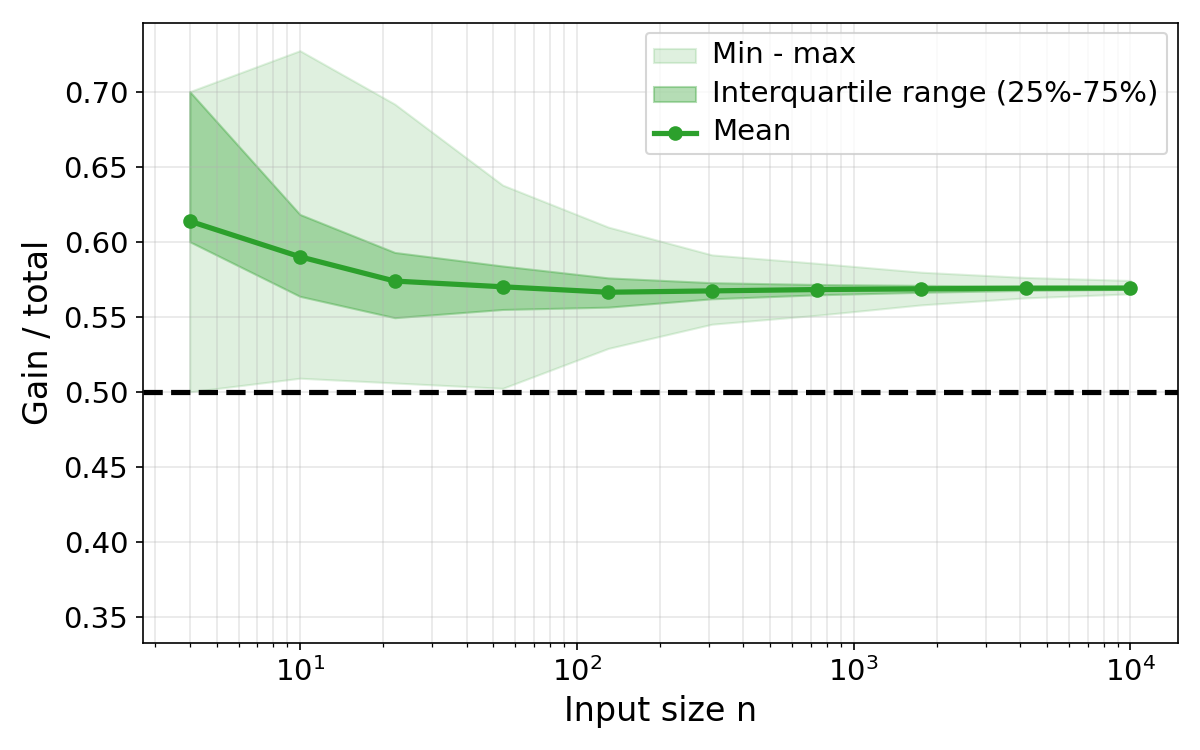 Min - max
Interquartile range (25%-75%)
Mean
Gain / total
0.70
0.65
0.60
0.55
0.50
0.45
0.40
0.35
10¹ 10² 10³ 10⁴
Input size n